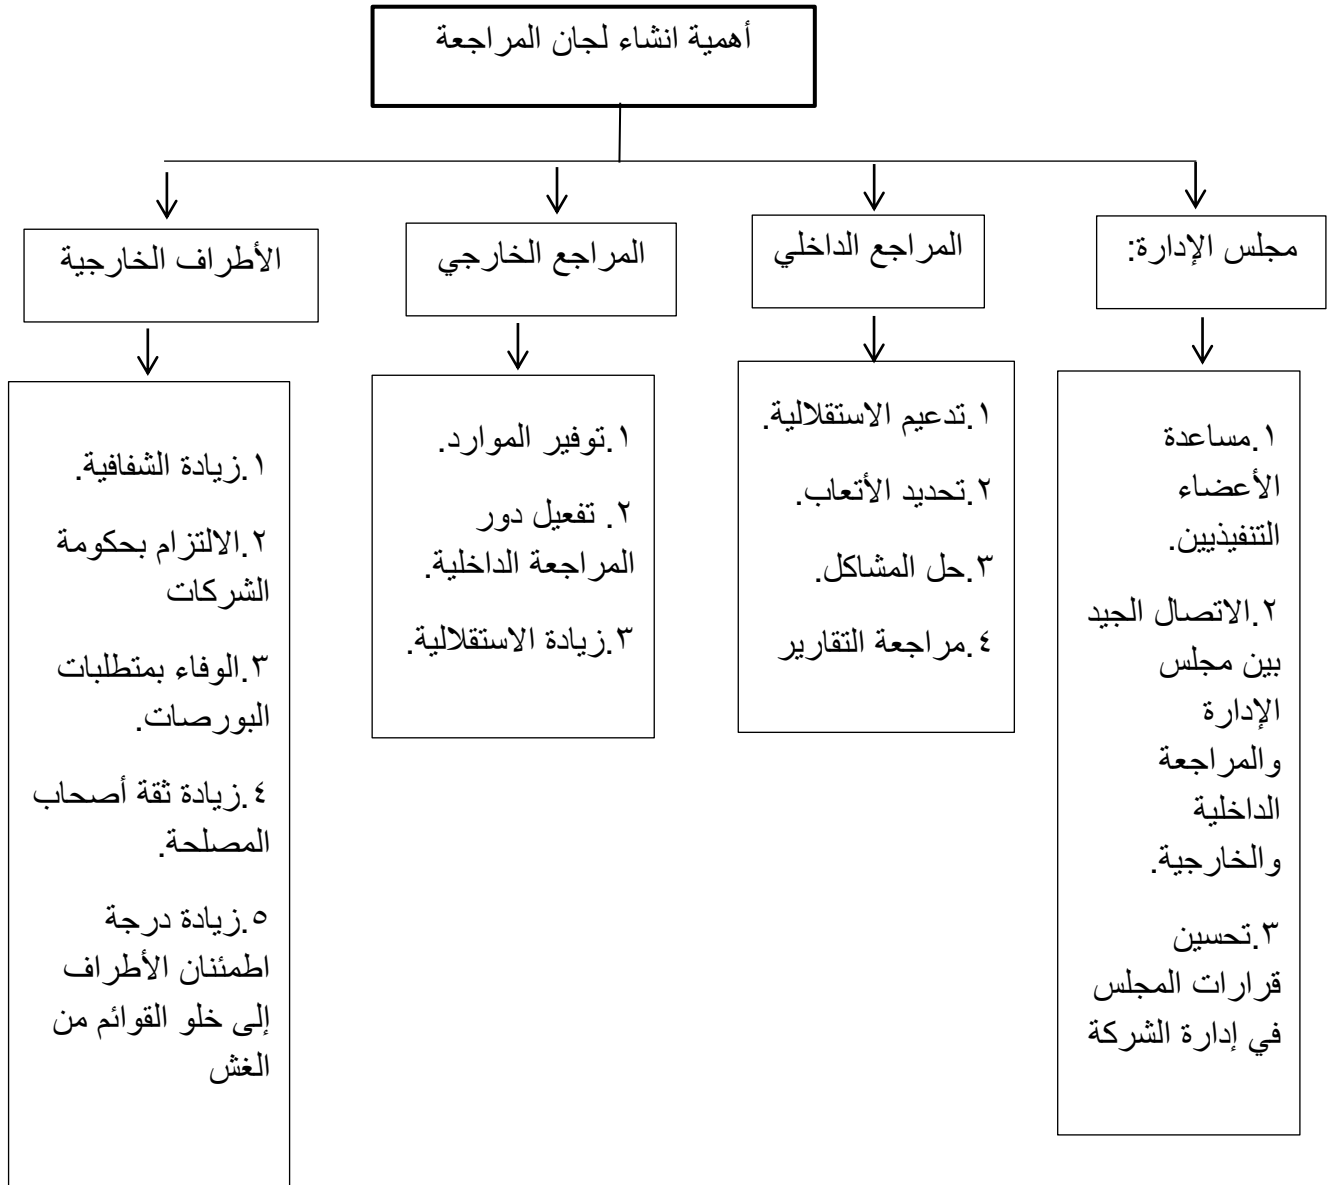 أهمية انشاء لجان المراجعة
مجلس الإدارة:
المراجع الداخلي
المراجع الخارجي
الأطراف الخارجية
١.مساعدة
الأعضاء
التنفيذيين.
٢.الاتصال الجيد
بين مجلس
الإدارة
والمراجعة
الداخلية
والخارجية.
٣.تحسين
قرارات المجلس
في إدارة الشركة
١.تدعيم الاستقلالية.
٢.تحديد الأتعاب.
٣.حل المشاكل.
٤.مراجعة التقارير
١.توفير الموارد.
٢. تفعيل دور
المراجعة الداخلية.
٣.زيادة الاستقلالية.
١.زيادة الشفافية.
٢.الالتزام بحكومة
الشركات
٣.الوفاء بمتطلبات
البورصات.
٤.زيادة ثقة أصحاب
المصلحة.
٥.زيادة درجة
اطمئنان الأطراف
إلى خلو القوائم من
الغش